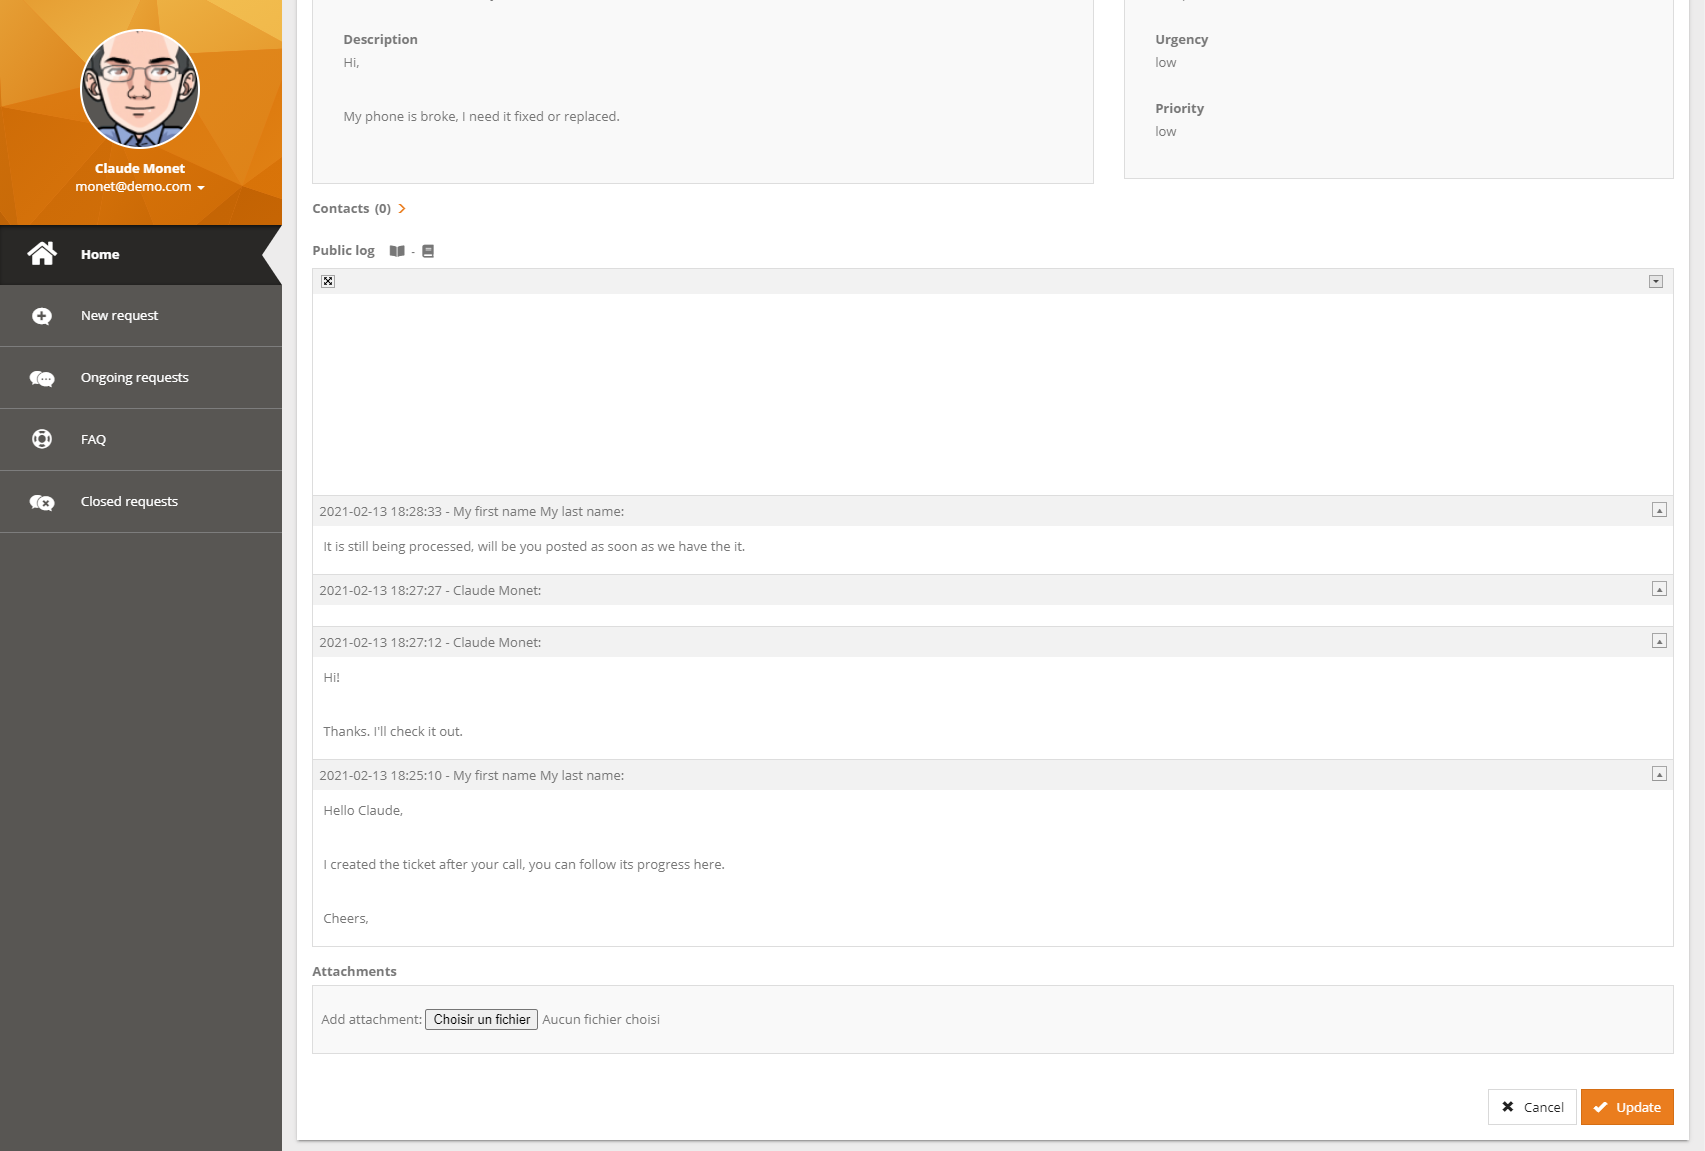 Claude Monet
monet@demo.com
Home
New request
Ongoing requests
FAQ
Closed requests
Description
Hi,
My phone is broke, I need it fixed or replaced.
Urgency
low
Priority
low
Contacts (0)
Public log
-
2021-02-13 18:28:33 - My first name My last name:
It is still being processed, will be you posted as soon as we have the it.
2021-02-13 18:27:27 - Claude Monet:
2021-02-13 18:27:12 - Claude Monet:
Hi!
Thanks. I'll check it out.
2021-02-13 18:25:10 - My first name My last name:
Hello Claude,
I created the ticket after your call, you can follow its progress here.
Cheers,
Attachments
Add attachment: Choisir un fichier Aucun fichier choisi
Cancel
Update